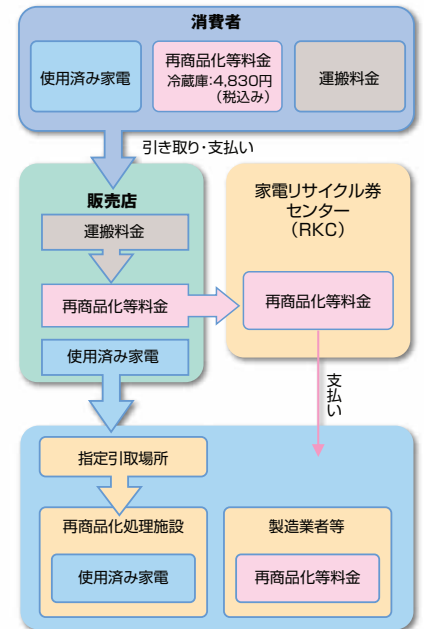 消費者
使用済み家電
再商品化等料金
冷蔵庫:4,830円
(税込み)
運搬料金
引き取り・支払い
販売店
運搬料金
再商品化等料金
使用済み家電
家電リサイクル券
センター
(RKC)
再商品化等料金
支払い
指定引取場所
再商品化処理施設
使用済み家電
製造業者等
再商品化等料金